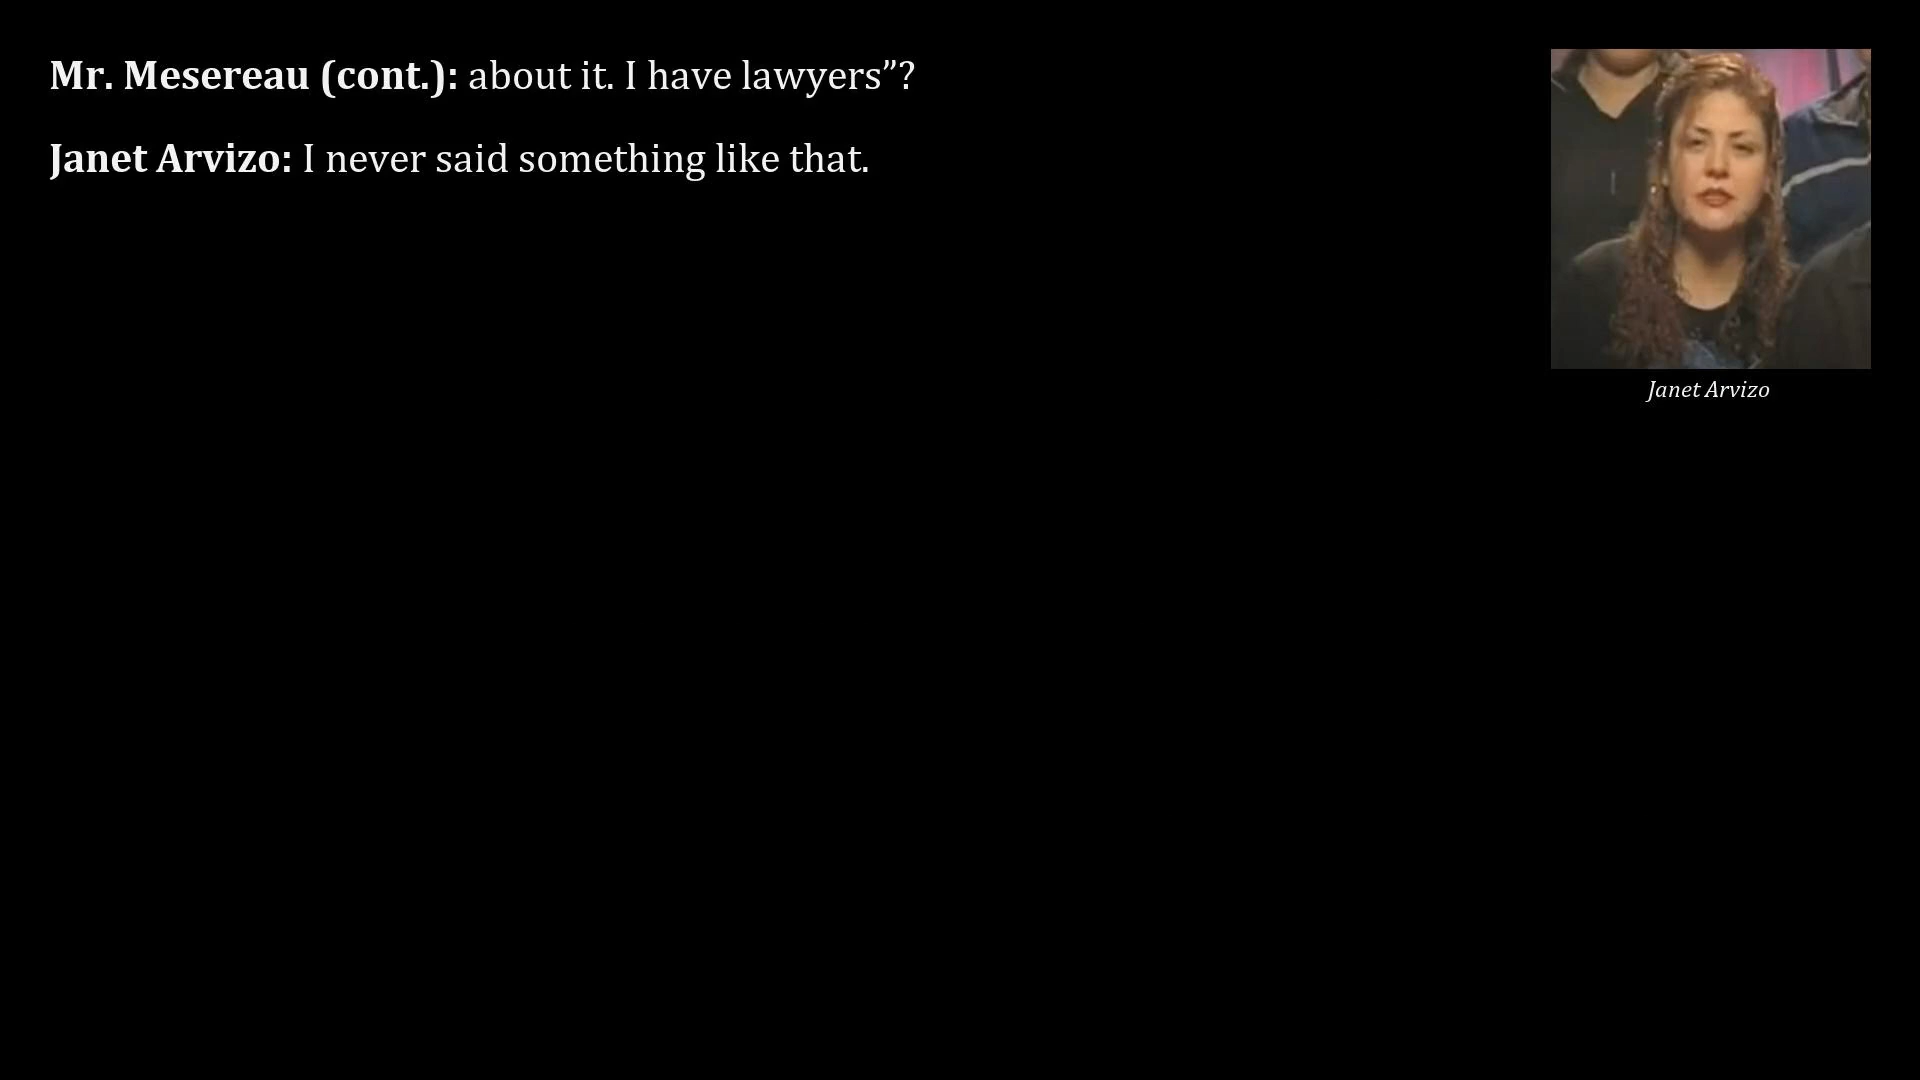 Mr. Mesereau (cont.): about it. I have lawyers”?
Janet Arvizo: I never said something like that.
Janet Arvizo